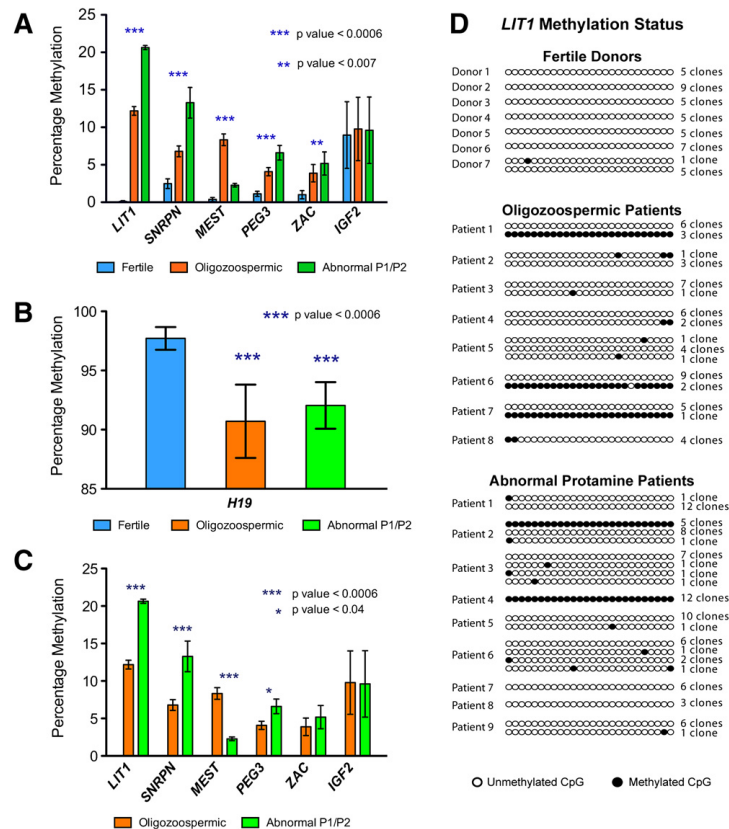 A
Percentage Methylation
25
20
15
10
5
0
*** p value < 0.0006
** p value < 0.007
***
***
***
***
**
LIT1
SNRPN
MEST
PEG3
ZAC
IGF2
Fertile
Oligozoospermic
Abnormal P1/P2
B
Percentage Methylation
100
97
95
90
85
*** p value < 0.0006
***
***
H19
Fertile
Oligozoospermic
Abnormal P1/P2
C
Percentage Methylation
25
20
15
10
5
0
*** p value < 0.0006
* p value < 0.04
***
***
***
*
LIT1
SNRPN
MEST
PEG3
ZAC
IGF2
Oligozoospermic
Abnormal P1/P2
D
LIT1 Methylation Status
Fertile Donors
Donor 1 5 clones
Donor 2 9 clones
Donor 3 5 clones
Donor 4 5 clones
Donor 5 5 clones
Donor 6 7 clones
Donor 7 1 clone
5 clones
Oligozoospermic Patients
Patient 1 6 clones
3 clones
Patient 2 1 clone
3 clones
Patient 3 7 clones
1 clone
Patient 4 6 clones
2 clones
Patient 5 1 clone
4 clones
1 clone
Patient 6 9 clones
2 clones
Patient 7 5 clones
1 clone
Patient 8 4 clones
Abnormal Protamine Patients
Patient 1 1 clone
12 clones
Patient 2 5 clones
8 clones
1 clone
Patient 3 7 clones
1 clone
1 clone
1 clone
Patient 4 12 clones
Patient 5 10 clones
1 clone
Patient 6 6 clones
1 clone
2 clones
1 clone
Patient 7 6 clones
Patient 8 3 clones
Patient 9 6 clones
1 clone
Unmethylated CpG
Methylated CpG